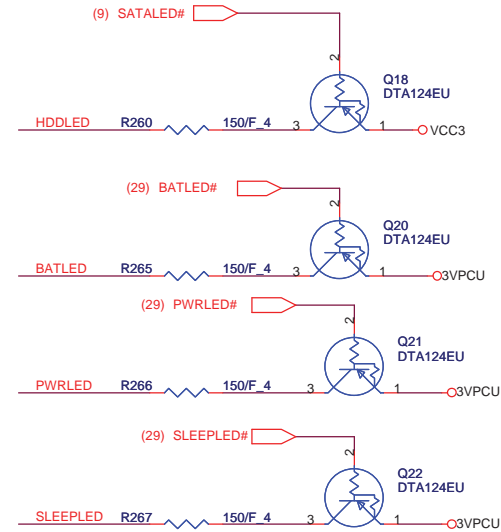 (9) SATALED#
2
Q18
DTA124EU
HDDLED R260 150/F_4 3 1 VCC3
(29) BATLED#
2
Q20
DTA124EU
BATLED R265 150/F_4 3 1 3VPCU
(29) PWRLED#
2
Q21
DTA124EU
PWRLED R266 150/F_4 3 1 3VPCU
(29) SLEEPLED#
2
Q22
DTA124EU
SLEEPLED R267 150/F_4 3 1 3VPCU